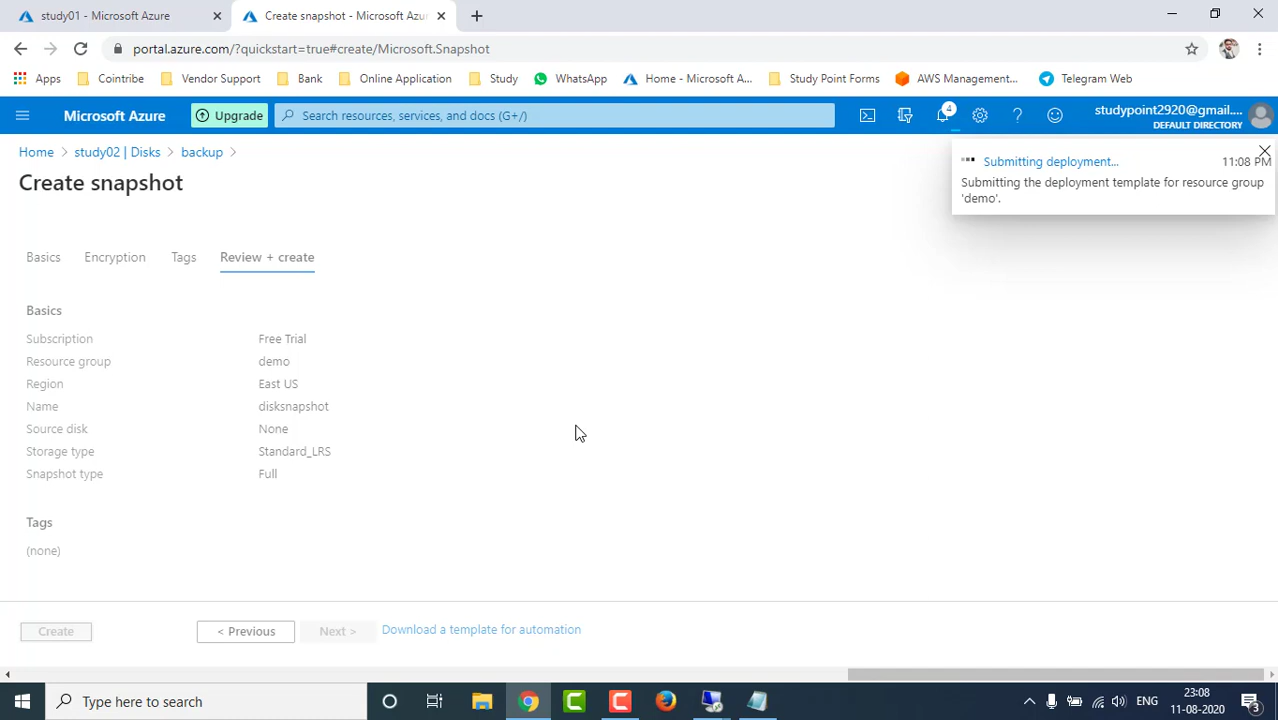 study01 - Microsoft Azure
Create snapshot - Microsoft Azu
portal.azure.com/?quickstart=true#create/Microsoft.Snapshot
Apps
Cointribe
Vendor Support
Bank
Online Application
Study
WhatsApp
Home - Microsoft A...
Study Point Forms
AWS Management...
Telegram Web
Microsoft Azure
Upgrade
Search resources, services, and docs (G+/)
4
studypoint2920@gmail....
DEFAULT DIRECTORY
Home
study02 | Disks
backup
Create snapshot
Submitting deployment...
11:08 PM
Submitting the deployment template for resource group
'demo'.
Basics
Encryption
Tags
Review + create
Basics
Subscription Free Trial
Resource group demo
Region East US
Name disksnapshot
Source disk None
Storage type Standard_LRS
Snapshot type Full
Tags
(none)
Create
< Previous
Next >
Download a template for automation
Type here to search
ENG
23:08
11-08-2020
3